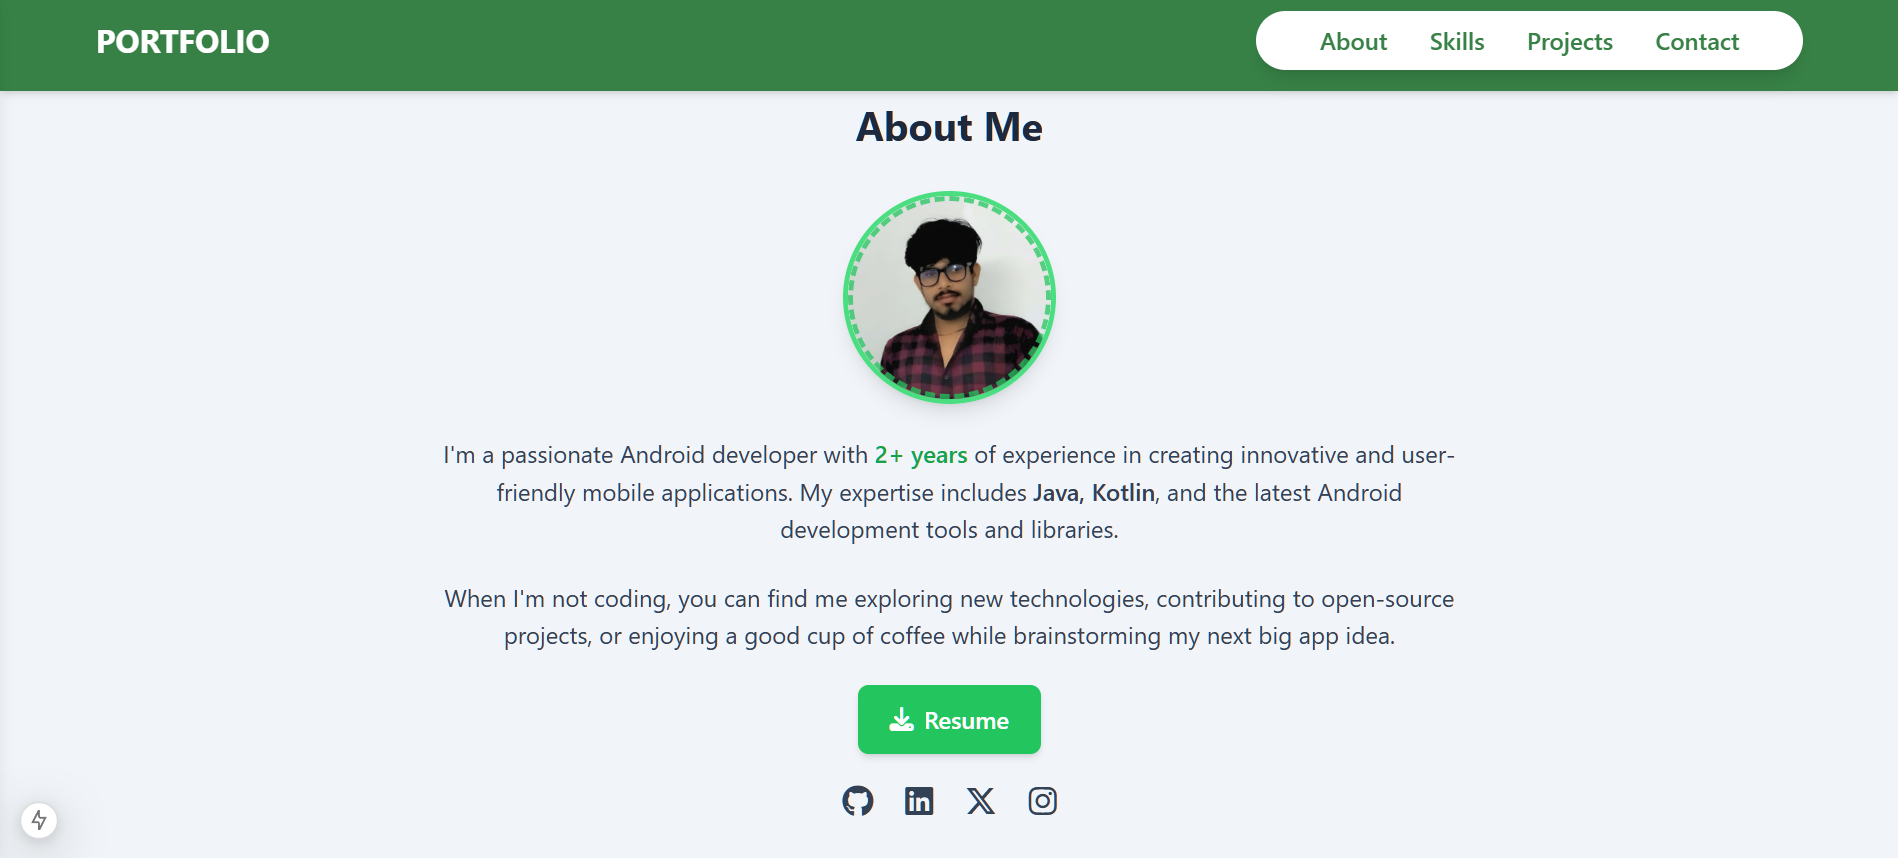 PORTFOLIO
About Skills Projects Contact
About Me
I'm a passionate Android developer with 2+ years of experience in creating innovative and user-
friendly mobile applications. My expertise includes Java, Kotlin, and the latest Android
development tools and libraries.
When I'm not coding, you can find me exploring new technologies, contributing to open-source
projects, or enjoying a good cup of coffee while brainstorming my next big app idea.
Resume